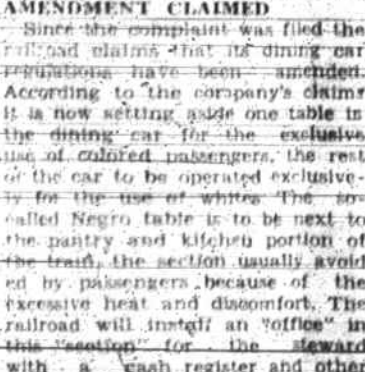 AMENDMENT CLAIMED
Since the complaint was filed the
railroad claims that its dining car
regulations have been amended.
According to the company's claims
it is now setting aside one table in
the dining car for the exclusive
use of colored passengers, the rest
of the car to be operated exclusive-
ly for the use of whites. The so-
called Negro table is to be next to
the pantry and kitchen portion of
the train, the section usually avoid
ed by passengers because of the
excessive heat and discomfort. The
railroad will install an "office" in
this "section" for the steward
with a cash register and other